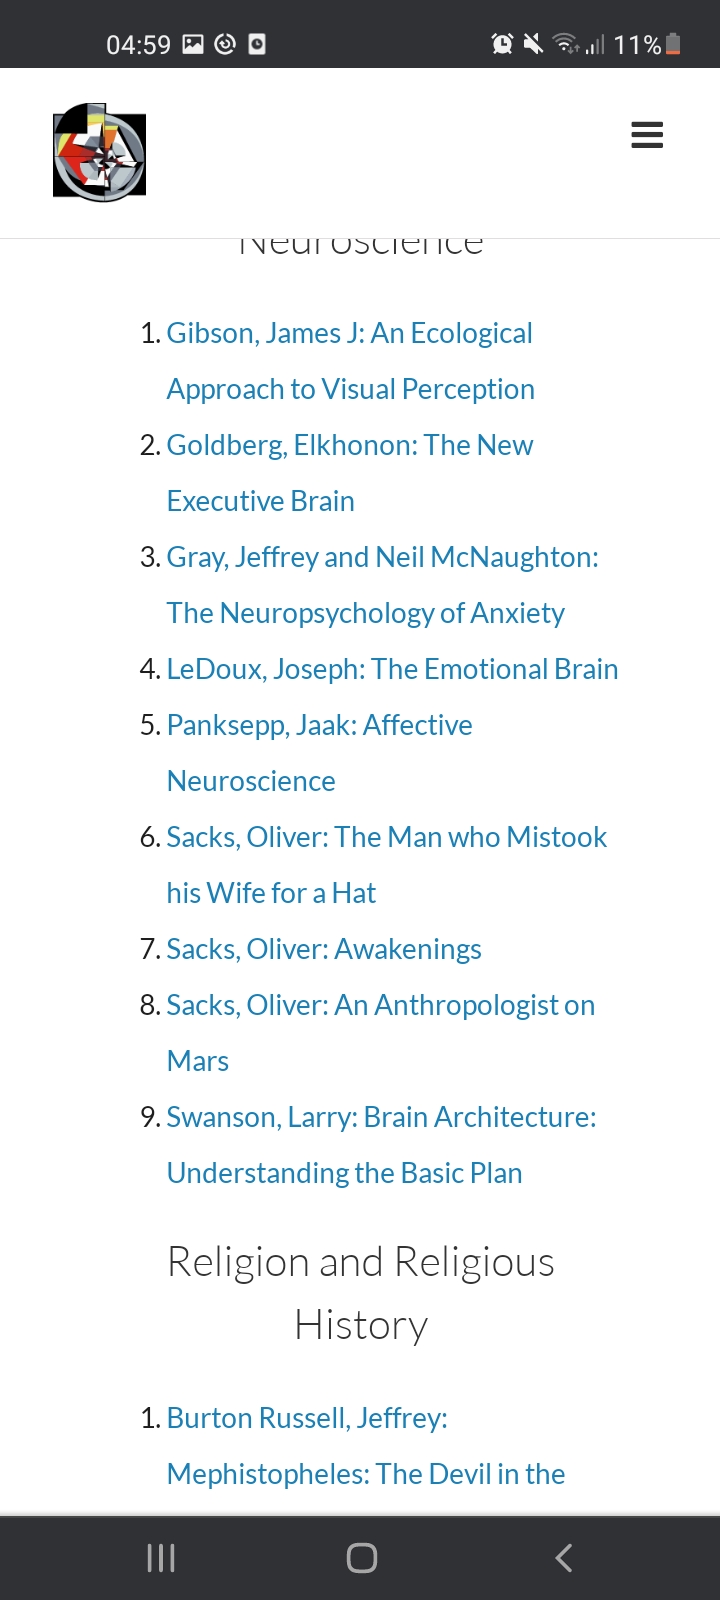 04:59 11%
Neuroscience
1. Gibson, James J: An Ecological
Approach to Visual Perception
2. Goldberg, Elkhonon: The New
Executive Brain
3. Gray, Jeffrey and Neil McNaughton:
The Neuropsychology of Anxiety
4. LeDoux, Joseph: The Emotional Brain
5. Panksepp, Jaak: Affective
Neuroscience
6. Sacks, Oliver: The Man who Mistook
his Wife for a Hat
7. Sacks, Oliver: Awakenings
8. Sacks, Oliver: An Anthropologist on
Mars
9. Swanson, Larry: Brain Architecture:
Understanding the Basic Plan
Religion and Religious
History
1. Burton Russell, Jeffrey:
Mephistopheles: The Devil in the